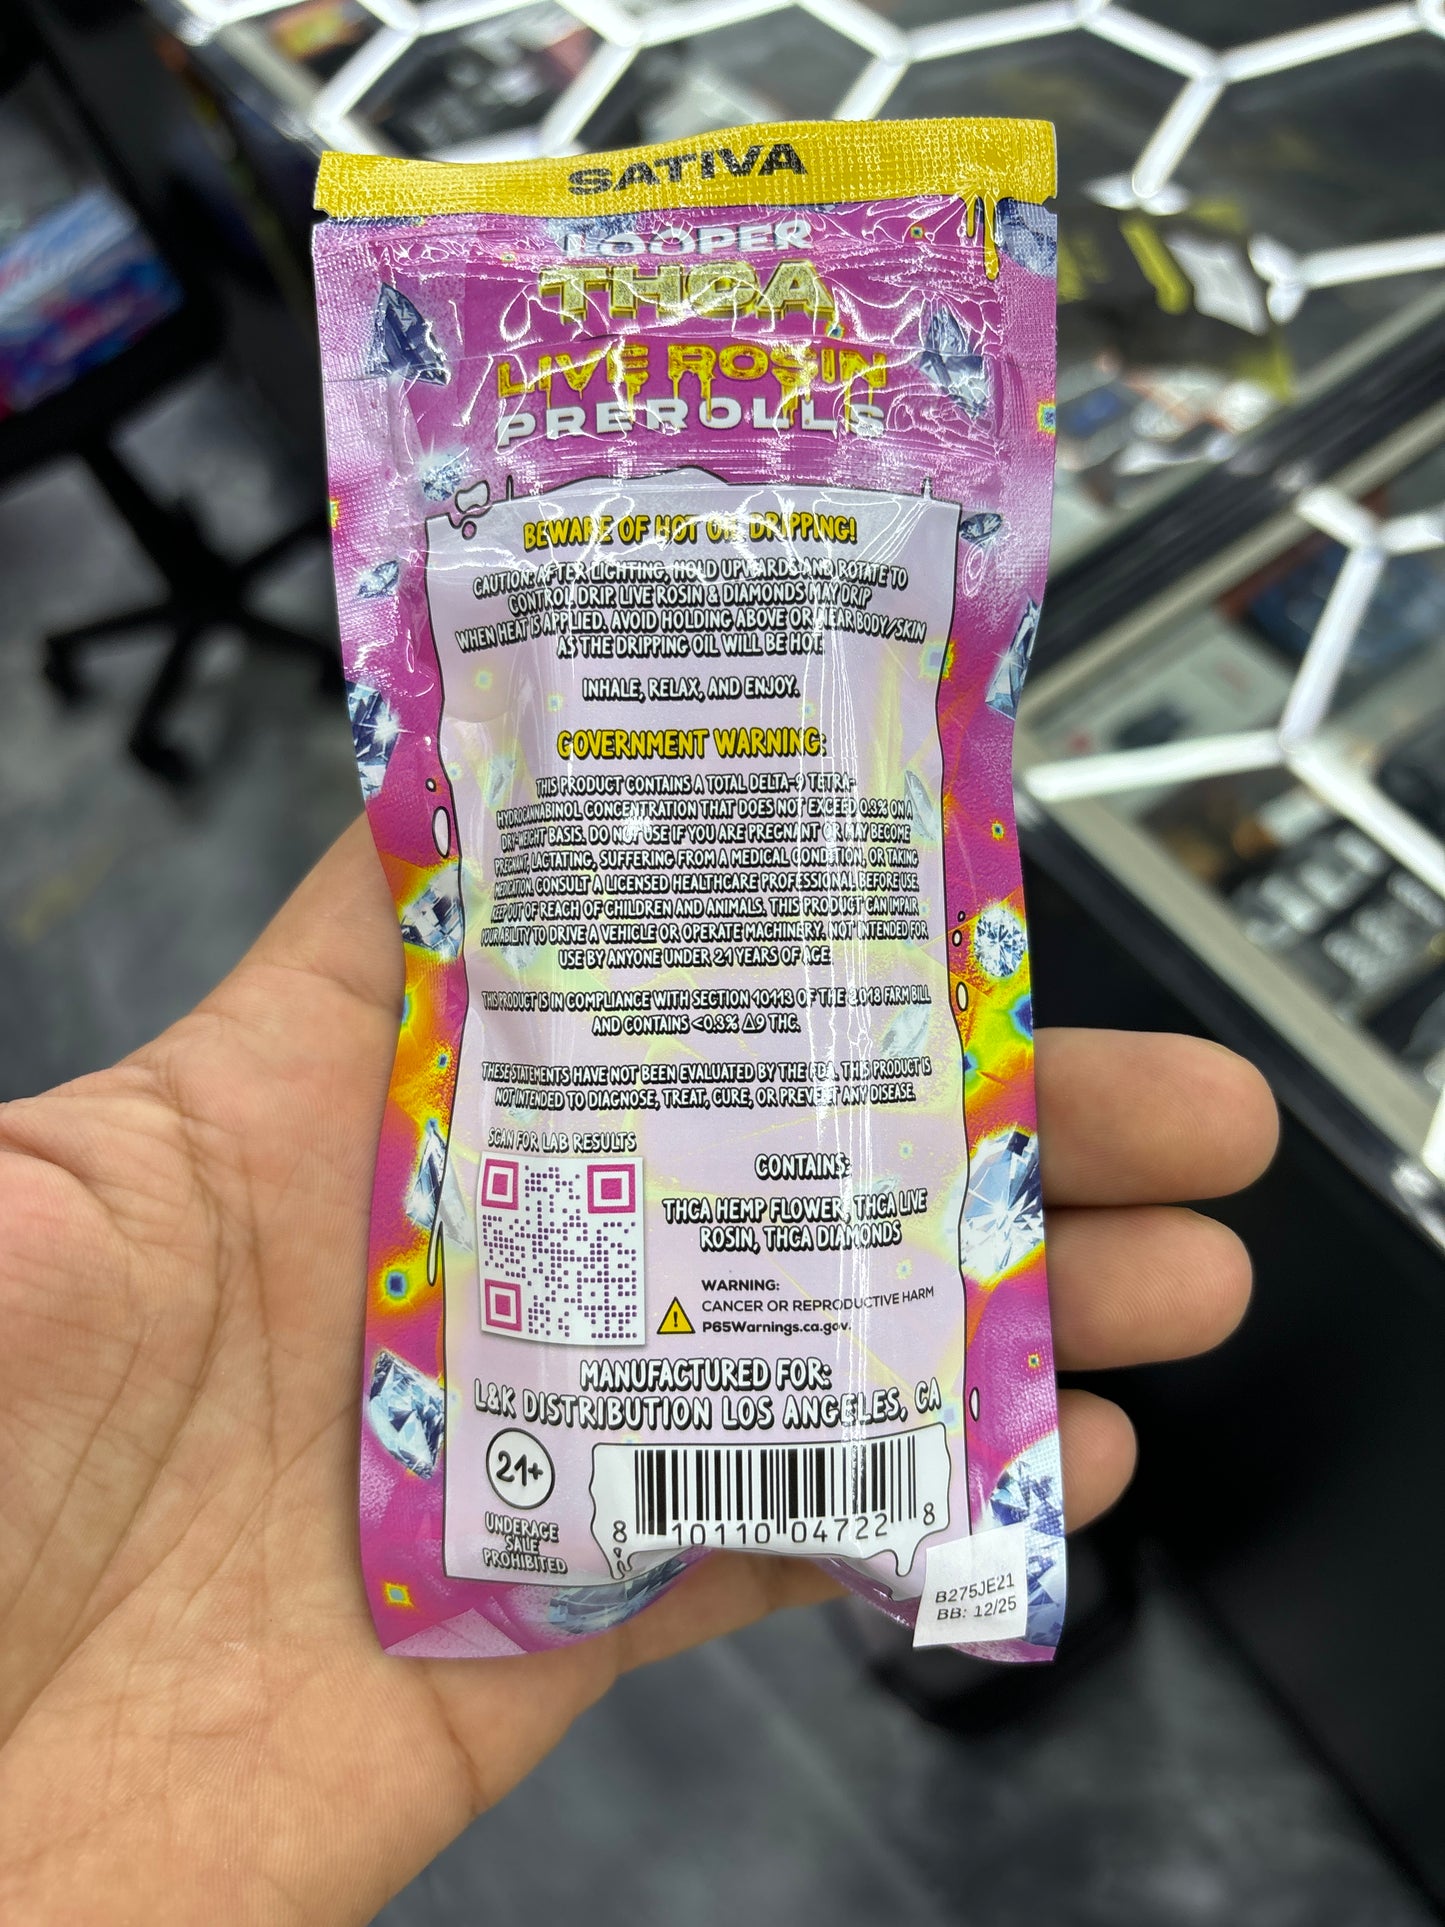 SATIVA
LOOPER
THCA
LIVE ROSIN
PREROLLS
BEWARE OF HOT OIL DRIPPING!
CAUTION: AFTER LIGHTING, HOLD UPWARDS AND ROTATE TO
CONTROL DRIP. LIVE ROSIN & DIAMONDS MAY DRIP
WHEN HEAT IS APPLIED. AVOID HOLDING ABOVE OR NEAR BODY/SKIN
AS THE DRIPPING OIL WILL BE HOT.
INHALE, RELAX, AND ENJOY.
GOVERNMENT WARNING:
THIS PRODUCT CONTAINS A TOTAL DELTA-9 TETRA-
HYDROCANNABINOL CONCENTRATION THAT DOES NOT EXCEED 0.3% ON A
DRY-WEIGHT BASIS. DO NOT USE IF YOU ARE PREGNANT OR MAY BECOME
PREGNANT, LACTATING, SUFFERING FROM A MEDICAL CONDITION, OR TAKING
MEDICATION. CONSULT A LICENSED HEALTHCARE PROFESSIONAL BEFORE USE.
KEEP OUT OF REACH OF CHILDREN AND ANIMALS. THIS PRODUCT CAN IMPAIR
YOUR ABILITY TO DRIVE A VEHICLE OR OPERATE MACHINERY. NOT INTENDED FOR
USE BY ANYONE UNDER 21 YEARS OF AGE.
THIS PRODUCT IS IN COMPLIANCE WITH SECTION 10113 OF THE 2018 FARM BILL
AND CONTAINS <0.3% Δ9 THC.
THESE STATEMENTS HAVE NOT BEEN EVALUATED BY THE FDA. THIS PRODUCT IS
NOT INTENDED TO DIAGNOSE, TREAT, CURE, OR PREVENT ANY DISEASE.
SCAN FOR LAB RESULTS
CONTAINS:
THCA HEMP FLOWER, THCA LIVE
ROSIN, THCA DIAMONDS
WARNING:
CANCER OR REPRODUCTIVE HARM
P65Warnings.ca.gov.
MANUFACTURED FOR:
L&K DISTRIBUTION LOS ANGELES, CA
21+
UNDERAGE
SALE
PROHIBITED
8 10110 04722 8
B275JE21
BB: 12/25